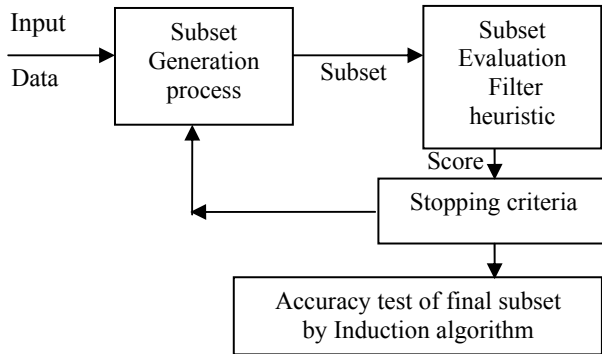 Input
Data
Subset
Generation
process
Subset
Subset
Evaluation
Filter
heuristic
Score
Stopping criteria
Accuracy test of final subset
by Induction algorithm